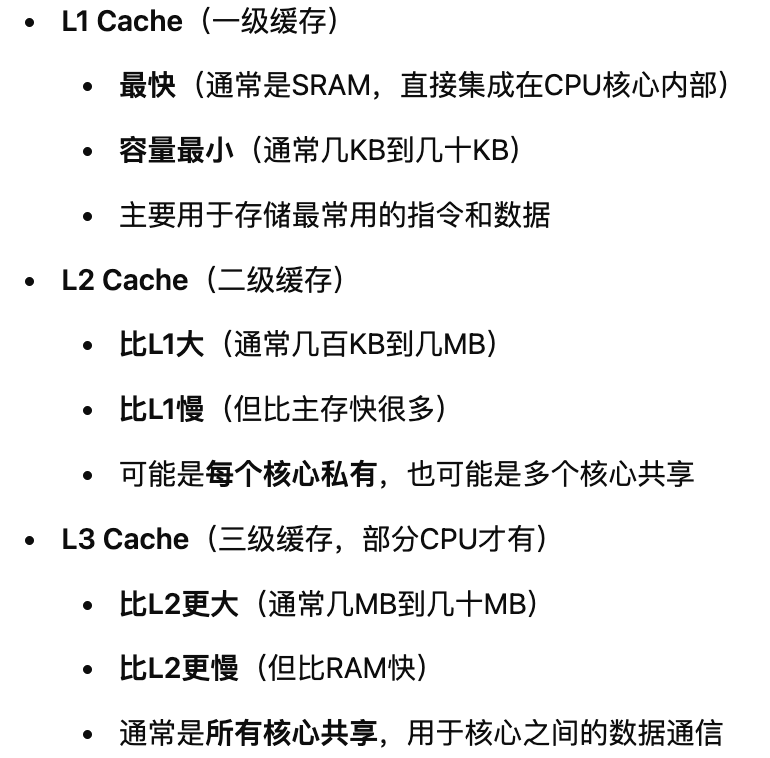 • L1 Cache（一级缓存）
• 最快（通常是SRAM，直接集成在CPU核心内部）
• 容量最小（通常几KB到几十KB）
• 主要用于存储最常用的指令和数据
• L2 Cache（二级缓存）
• 比L1大（通常几百KB到几MB）
• 比L1慢（但比主存快很多）
• 可能是每个核心私有，也可能是多个核心共享
• L3 Cache（三级缓存，部分CPU才有）
• 比L2更大（通常几MB到几十MB）
• 比L2更慢（但比RAM快）
• 通常是所有核心共享，用于核心之间的数据通信